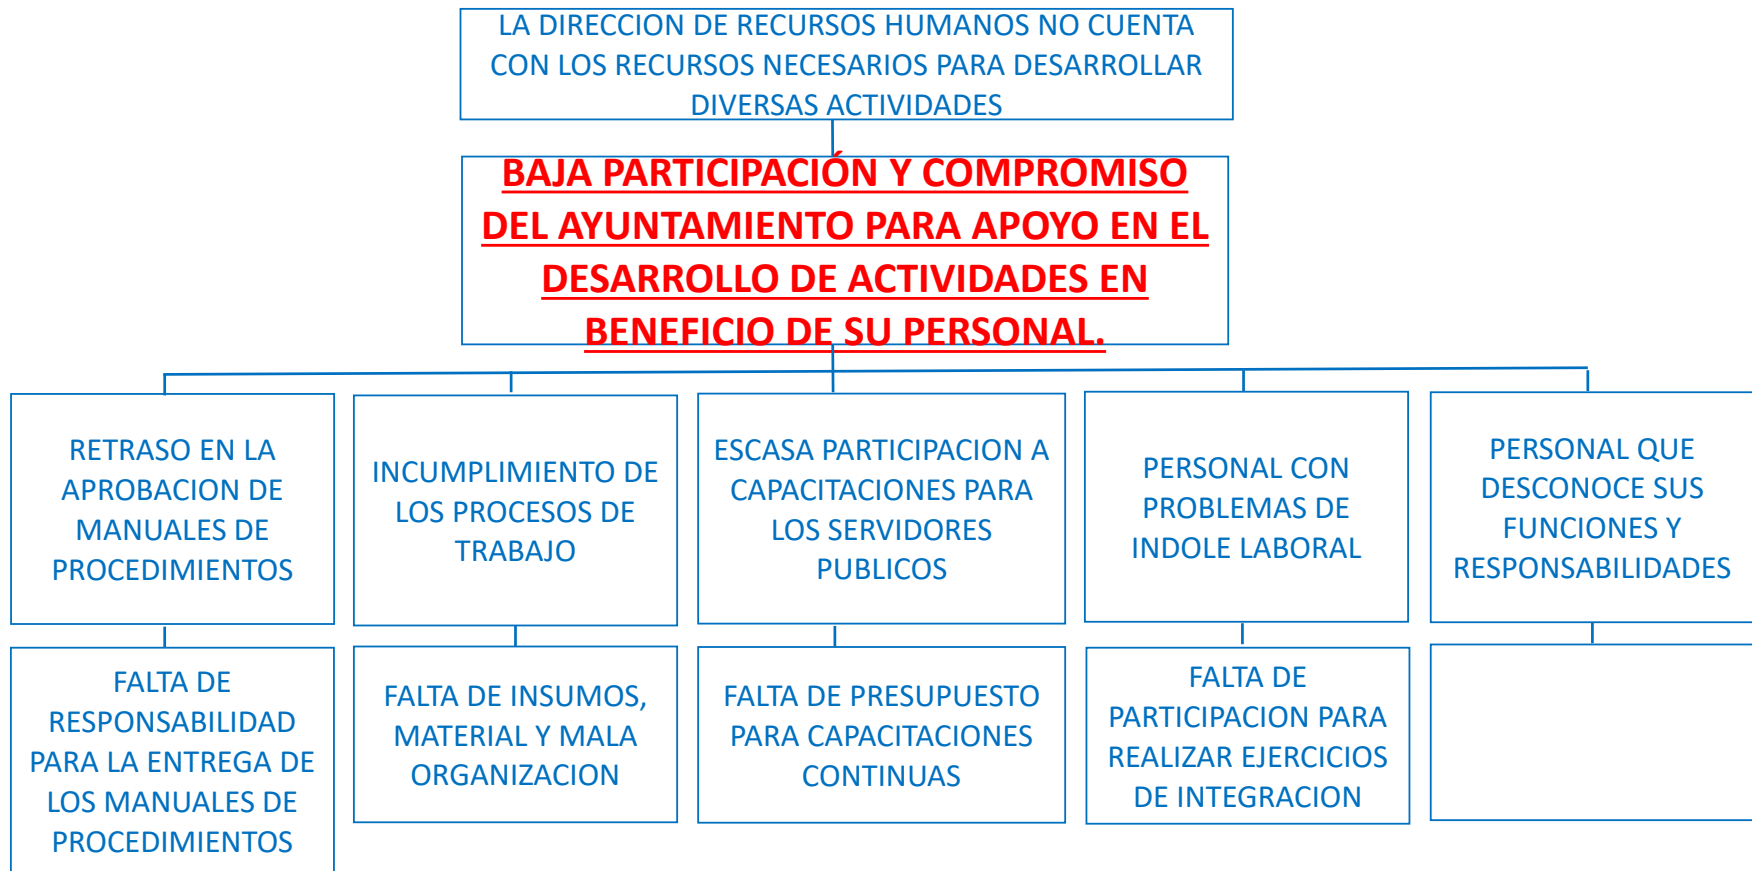 LA DIRECCION DE RECURSOS HUMANOS NO CUENTA
CON LOS RECURSOS NECESARIOS PARA DESARROLLAR
DIVERSAS ACTIVIDADES
BAJA PARTICIPACIÓN Y COMPROMISO
DEL AYUNTAMIENTO PARA APOYO EN EL
DESARROLLO DE ACTIVIDADES EN
BENEFICIO DE SU PERSONAL.
RETRASO EN LA
APROBACION DE
MANUALES DE
PROCEDIMIENTOS
INCUMPLIMIENTO DE
LOS PROCESOS DE
TRABAJO
ESCASA PARTICIPACION A
CAPACITACIONES PARA
LOS SERVIDORES
PUBLICOS
PERSONAL CON
PROBLEMAS DE
INDOLE LABORAL
PERSONAL QUE
DESCONOCE SUS
FUNCIONES Y
RESPONSABILIDADES
FALTA DE
RESPONSABILIDAD
PARA LA ENTREGA DE
LOS MANUALES DE
PROCEDIMIENTOS
FALTA DE INSUMOS,
MATERIAL Y MALA
ORGANIZACION
FALTA DE PRESUPUESTO
PARA CAPACITACIONES
CONTINUAS
FALTA DE
PARTICIPACION PARA
REALIZAR EJERCICIOS
DE INTEGRACION